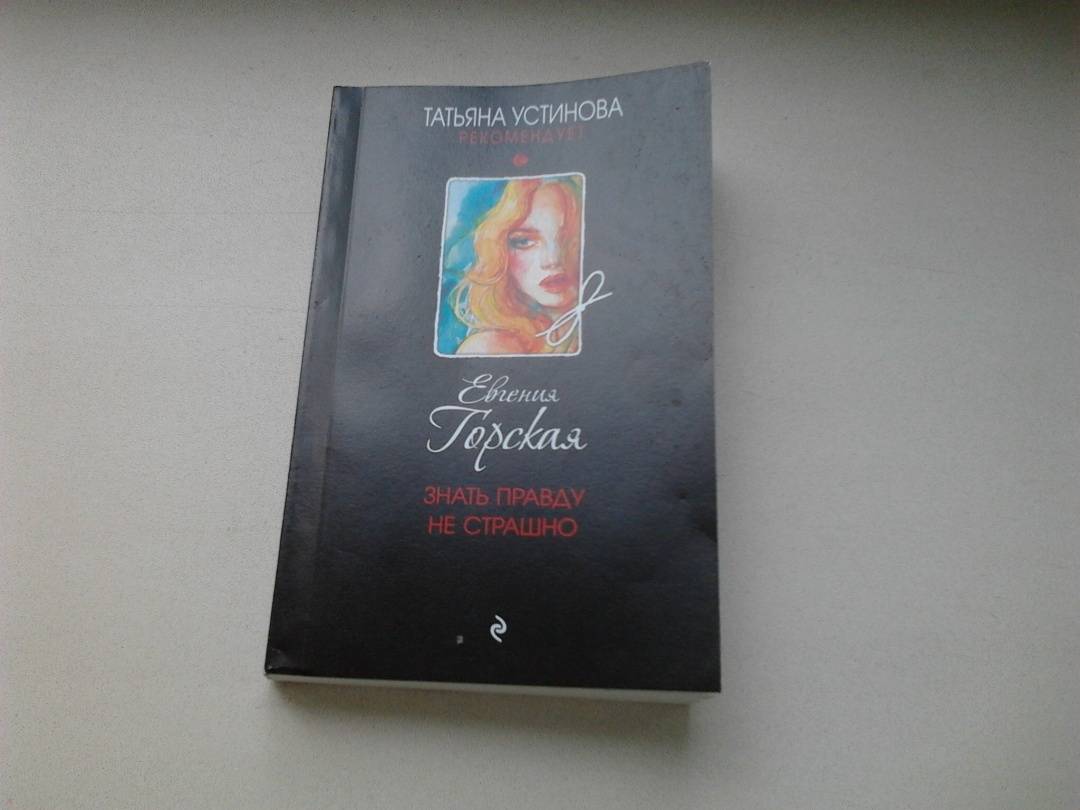 ТАТЬЯНА УСТИНОВА
РЕКОМЕНДУЕТ
Евгения
Горская
ЗНАТЬ ПРАВДУ
НЕ СТРАШНО